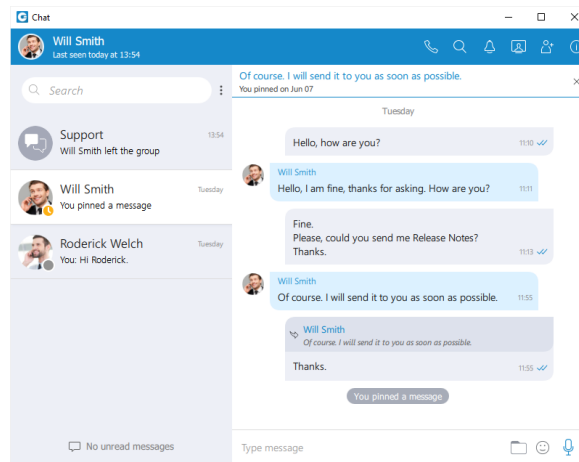 Chat
Will Smith
Last seen today at 13:54
Search
Support
13:54
Will Smith left the group
Will Smith
Tuesday
You pinned a message
Roderick Welch
Tuesday
You: Hi Roderick.
No unread messages
Of course. I will send it to you as soon as possible.
You pinned on Jun 07
Tuesday
Hello, how are you?
11:10
Will Smith
Hello, I am fine, thanks for asking. How are you?
11:11
Fine.
Please, could you send me Release Notes?
Thanks.
11:13
Will Smith
Of course. I will send it to you as soon as possible.
11:55
Will Smith
Of course. I will send it to you as soon as possible.
Thanks.
11:55
You pinned a message
Type message